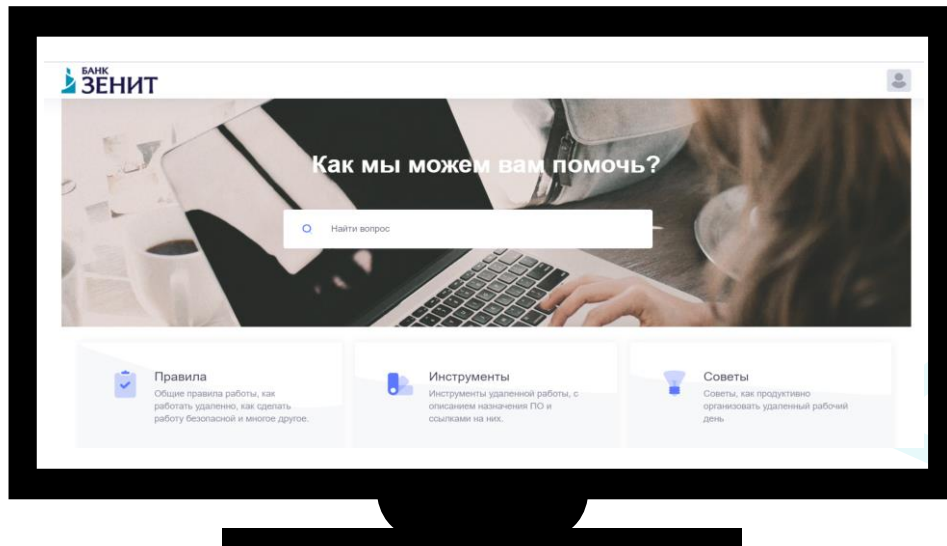 БАНК
ЗЕНИТ
Как мы можем вам помочь?
Найти вопрос
Правила
Общие правила работы, как
работать удаленно, как сделать
работу безопасной и многое другое.
Инструменты
Инструменты удаленной работы, с
описанием назначения ПО и
ссылками на них.
Советы
Советы, как продуктивно
организовать удаленный рабочий
день